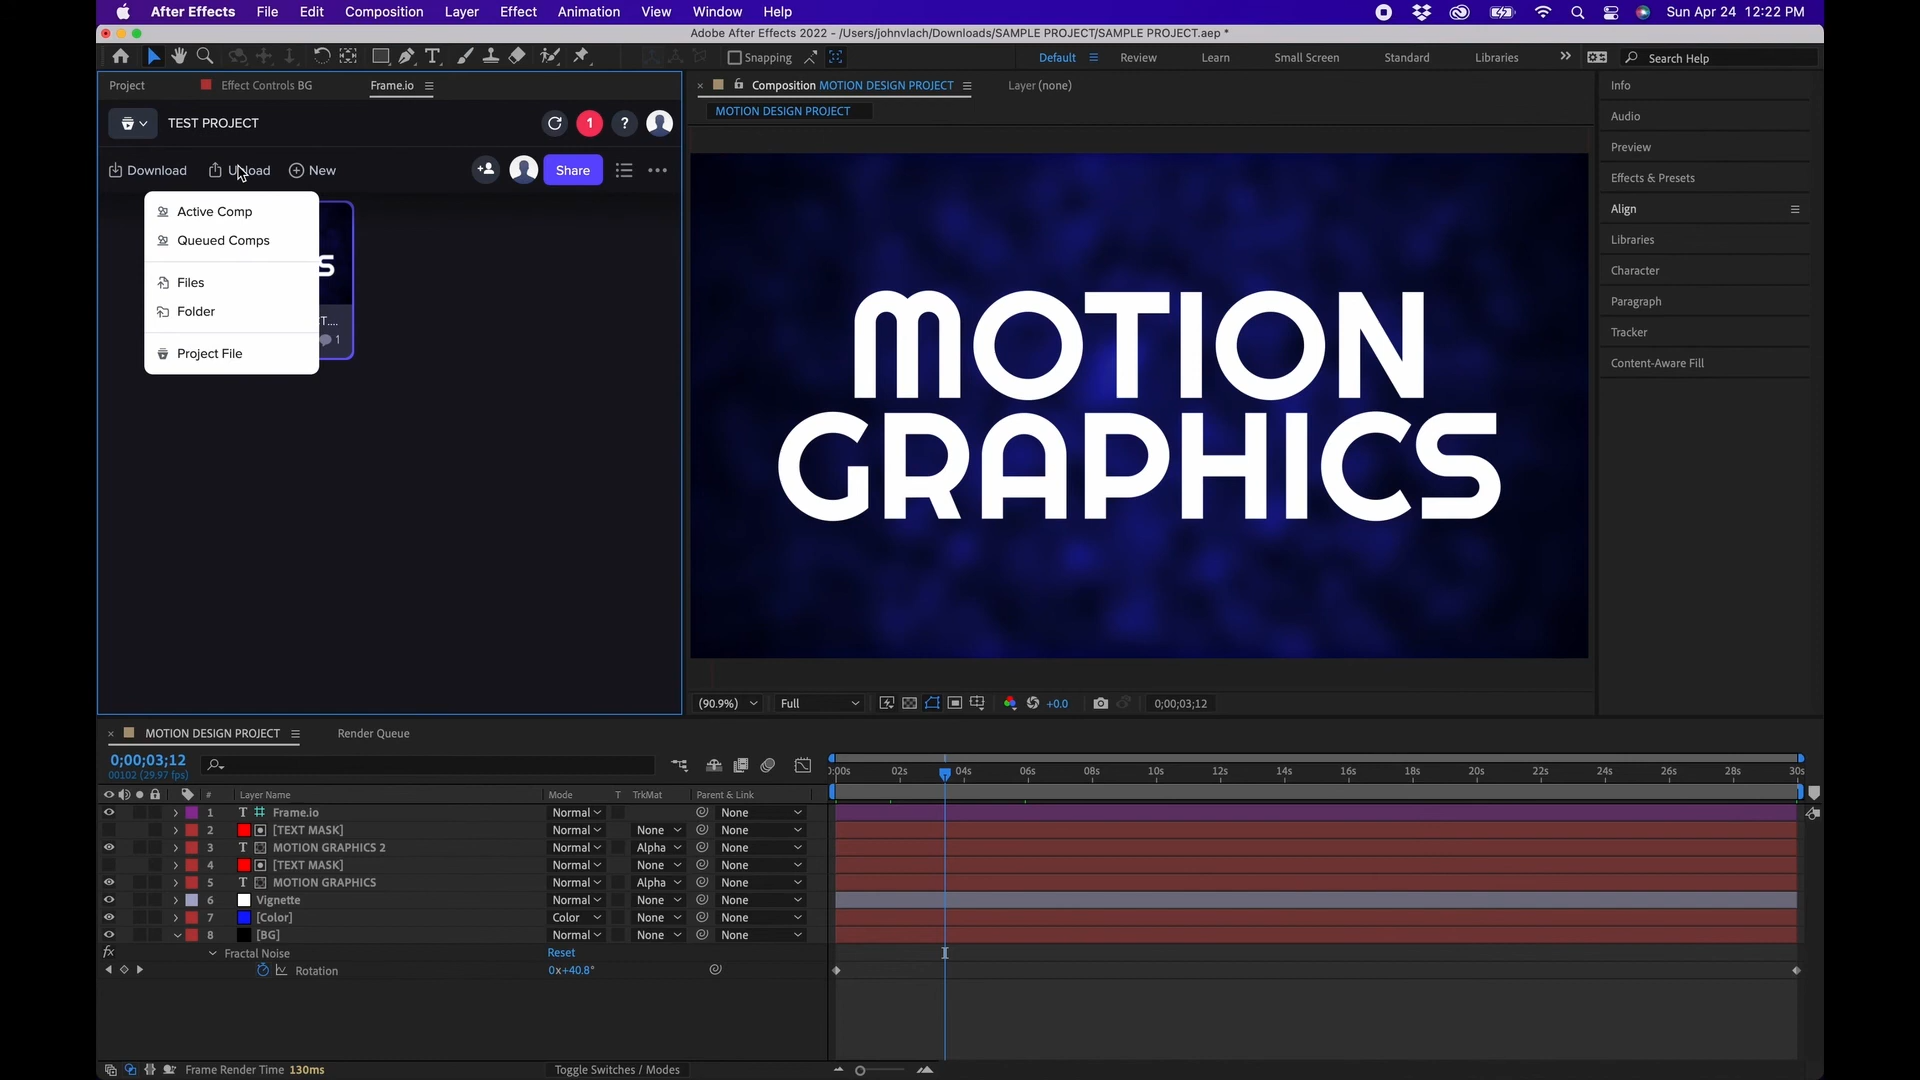 After Effects File Edit Composition Layer Effect Animation View Window Help Sun Apr 24 12:22 PM
Adobe After Effects 2022 - /Users/johnvlach/Downloads/SAMPLE PROJECT/SAMPLE PROJECT.aep *
Snapping Default Review Learn Small Screen Standard Libraries Search Help
Project Effect Controls BG Frame.io
Composition MOTION DESIGN PROJECT Layer (none)
MOTION DESIGN PROJECT
TEST PROJECT 1 ?
Download Upload New Share
Active Comp
Queued Comps
Files
Folder
Project File
S
T....
1
MOTION
GRAPHICS
Info
Audio
Preview
Effects & Presets
Align
Libraries
Character
Paragraph
Tracker
Content-Aware Fill
(90.9%) Full +0.0 0;00;03;12
MOTION DESIGN PROJECT Render Queue
0;00;03;12
00102 (29.97 fps)
:00s 02s 04s 06s 08s 10s 12s 14s 16s 18s 20s 22s 24s 26s 28s 30s
# Layer Name Mode T TrkMat Parent & Link
1 T Frame.io Normal None
2 [TEXT MASK] Normal None None
3 T MOTION GRAPHICS 2 Normal Alpha None
4 [TEXT MASK] Normal None None
5 T MOTION GRAPHICS Normal Alpha None
6 Vignette Normal None None
7 [Color] Color None None
8 [BG] Normal None None
fx Fractal Noise Reset
Rotation 0x+40.8°
Frame Render Time 130ms Toggle Switches / Modes